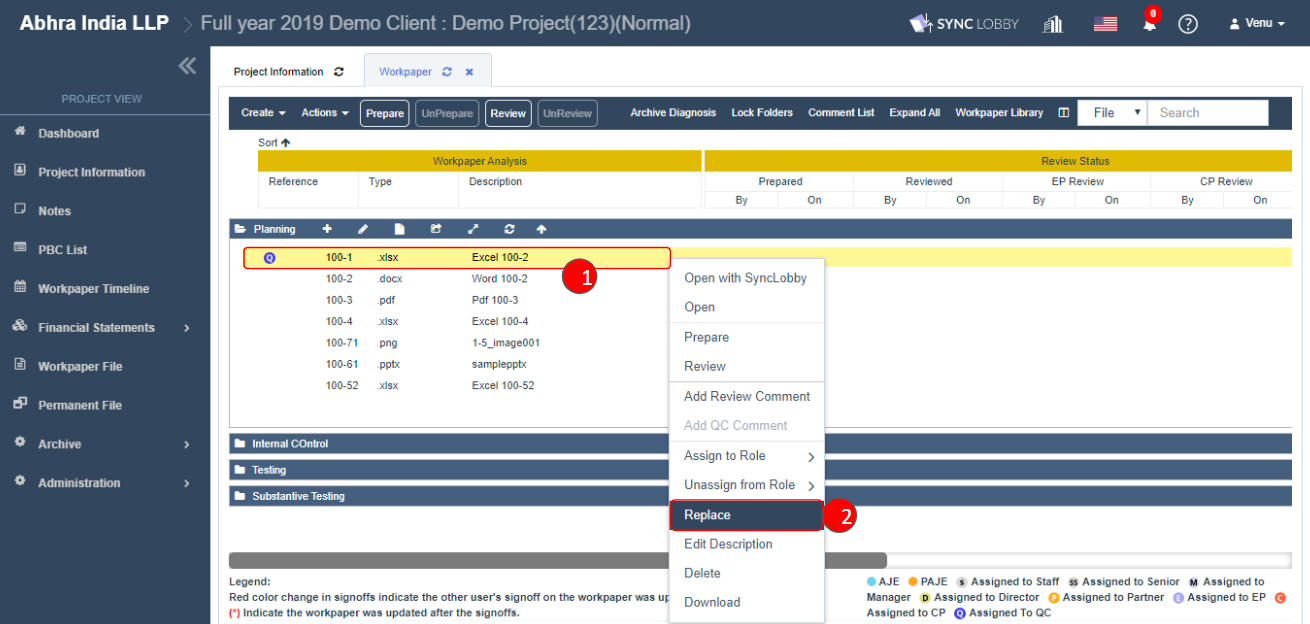 Abhra India LLP > Full year 2019 Demo Client : Demo Project(123)(Normal) SYNC LOBBY 0 ? Venu
Project Information Workpaper ×
PROJECT VIEW
Dashboard
Project Information
Notes
PBC List
Workpaper Timeline
Financial Statements >
Workpaper File
Permanent File
Archive >
Administration >
Create Actions Prepare UnPrepare Review UnReview Archive Diagnosis Lock Folders Comment List Expand All Workpaper Library File Search
Sort
Workpaper Analysis Review Status
Reference Type Description Prepared Reviewed EP Review CP Review
By On By On By On By On
Planning
Q 100-1 .xlsx Excel 100-2
1
100-2 .docx Word 100-2
100-3 .pdf Pdf 100-3
100-4 .xlsx Excel 100-4
100-71 .png 1-5_image001
100-61 .pptx samplepptx
100-52 .xlsx Excel 100-52
Internal COntrol
Testing
Substantive Testing
Open with SyncLobby
Open
Prepare
Review
Add Review Comment
Add QC Comment
Assign to Role >
Unassign from Role >
Replace 2
Edit Description
Delete
Download
Legend:
Red color change in signoffs indicate the other user's signoff on the workpaper was
(*) Indicate the workpaper was updated after the signoffs.
AJE PAJE S Assigned to Staff SS Assigned to Senior M Assigned to
Manager D Assigned to Director P Assigned to Partner E Assigned to EP C
Assigned to CP Q Assigned To QC